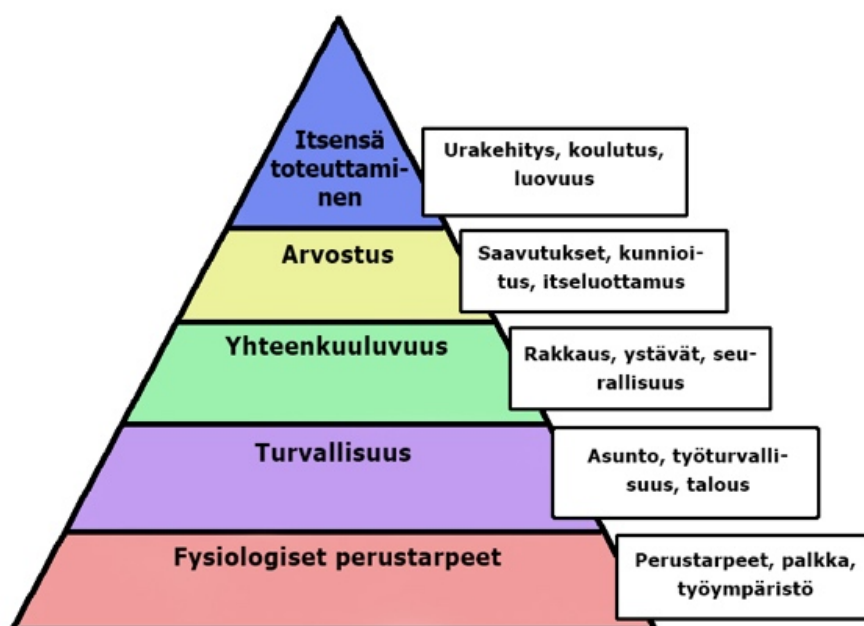 Itsensä
toteuttami-
nen
Urakehitys, koulutus,
luovuus
Arvostus
Saavutukset, kunnioi-
tus, itseluottamus
Yhteenkuuluvuus
Rakkaus, ystävät, seu-
rallisuus
Turvallisuus
Asunto, työturvalli-
suus, talous
Fysiologiset perustarpeet
Perustarpeet, palkka,
työympäristö